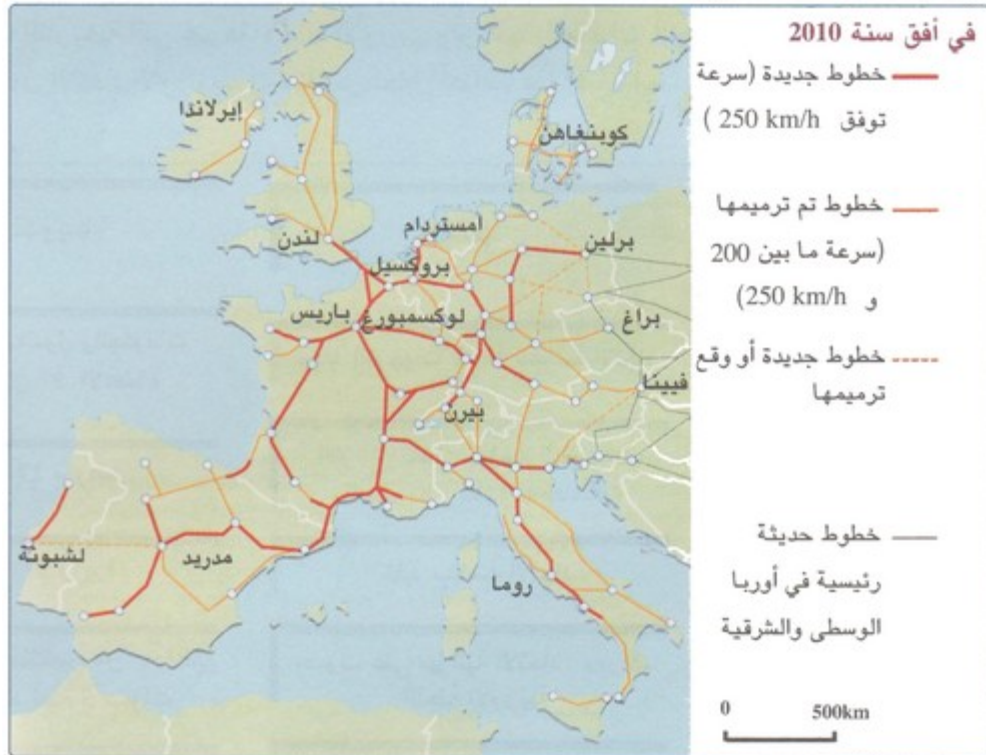 في أفق سنة 2010
خطوط جديدة (سرعة
توفق 250 km/h )
خطوط تم ترميمها
(سرعة ما بين 200
و 250 km/h)
خطوط جديدة أو وقع
ترميمها
خطوط حديثة
رئيسية في أوربا
الوسطى والشرقية
0 500km
إيرلاندا
كوبنغاهن
لندن
أمستردام
برلين
بروكسيل
باريس
لوكسمبورغ
براغ
فيينا
بيرن
لشبونة
مدريد
روما